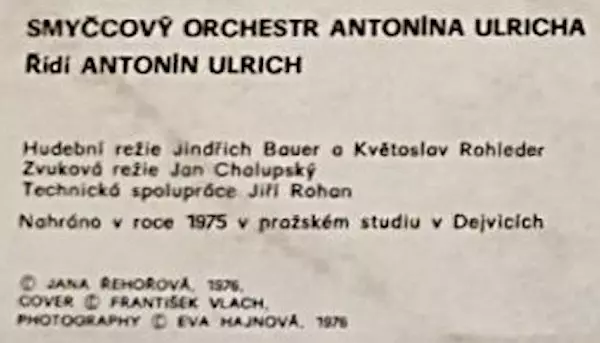 SMYČCOVÝ ORCHESTR ANTONÍNA ULRICHA
Řídí ANTONÍN ULRICH
Hudební režie Jindřich Bauer a Květoslav Rohleder
Zvuková režie Jan Chalupský
Technická spolupráce Jiří Rohan
Nahráno v roce 1975 v pražském studiu v Dejvicích
© JANA ŘEHOŘOVÁ, 1976,
COVER © FRANTIŠEK VLACH,
PHOTOGRAPHY © EVA HAJNOVÁ, 1976